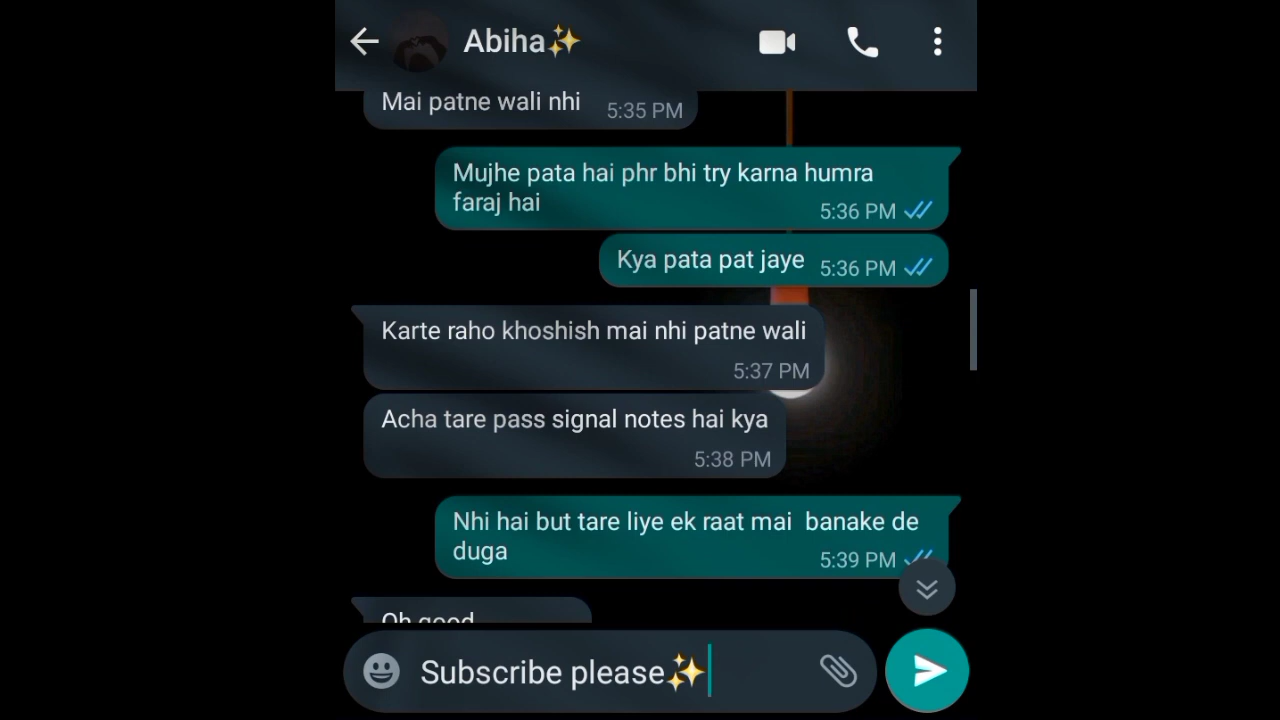 Abiha✨
Mai patne wali nhi 5:35 PM
Mujhe pata hai phr bhi try karna humra
faraj hai 5:36 PM
Kya pata pat jaye 5:36 PM
Karte raho khoshish mai nhi patne wali
5:37 PM
Acha tare pass signal notes hai kya
5:38 PM
Nhi hai but tare liye ek raat mai banake de
duga 5:39 PM
Oh good
Subscribe please✨